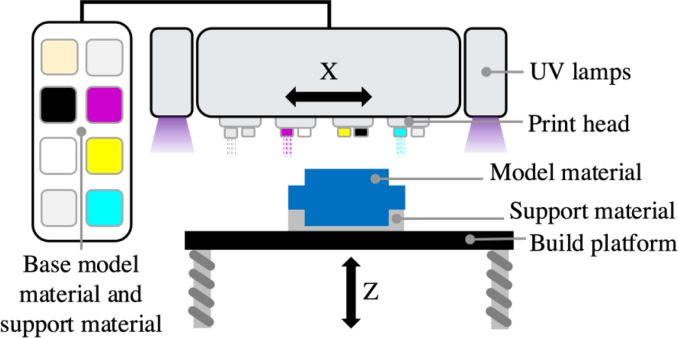 X
UV lamps
Print head
Model material
Support material
Build platform
Z
Base model
material and
support material